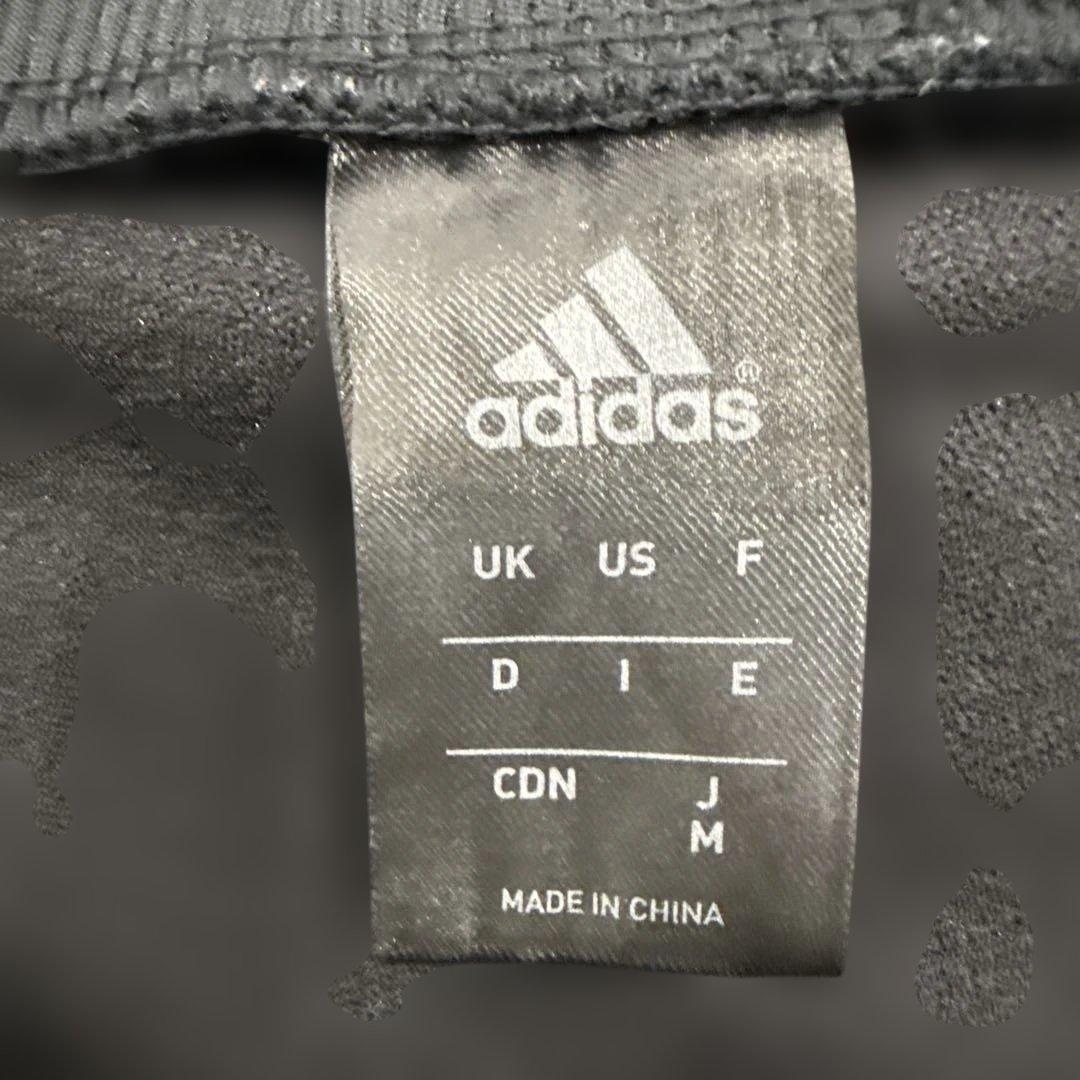 adidas®
UK US F
D I E
CDN J
M
MADE IN CHINA